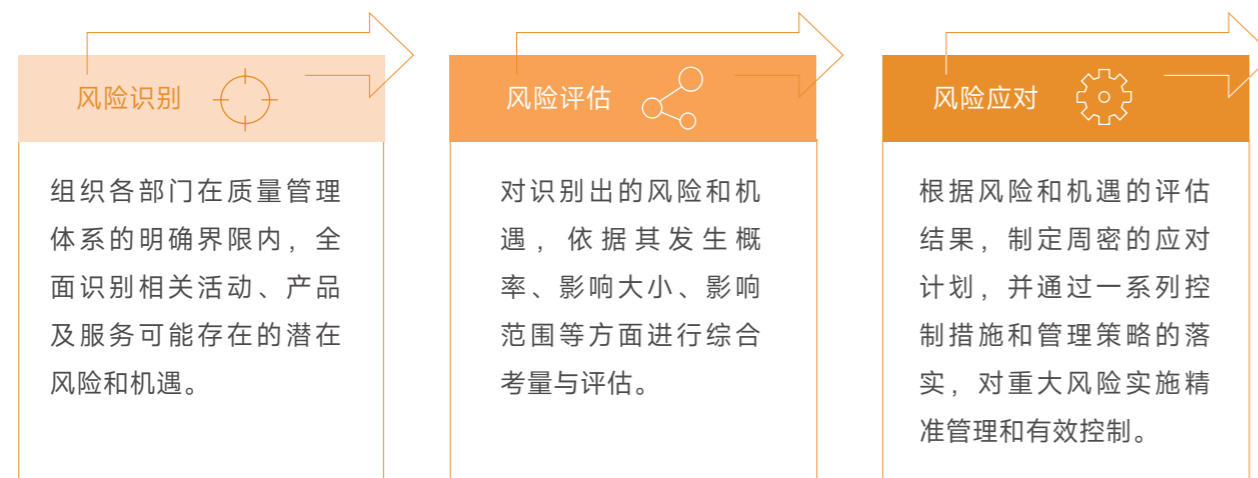 风险识别
组织各部门在质量管理
体系的明确界限内，全
面识别相关活动、产品
及服务可能存在的潜在
风险和机遇。
风险评估
对识别出的风险和机
遇，依据其发生概
率、影响大小、影响
范围等方面进行综合
考量与评估。
风险应对
根据风险和机遇的评估
结果，制定周密的应对
计划，并通过一系列控
制措施和管理策略的落
实，对重大风险实施精
准管理和有效控制。